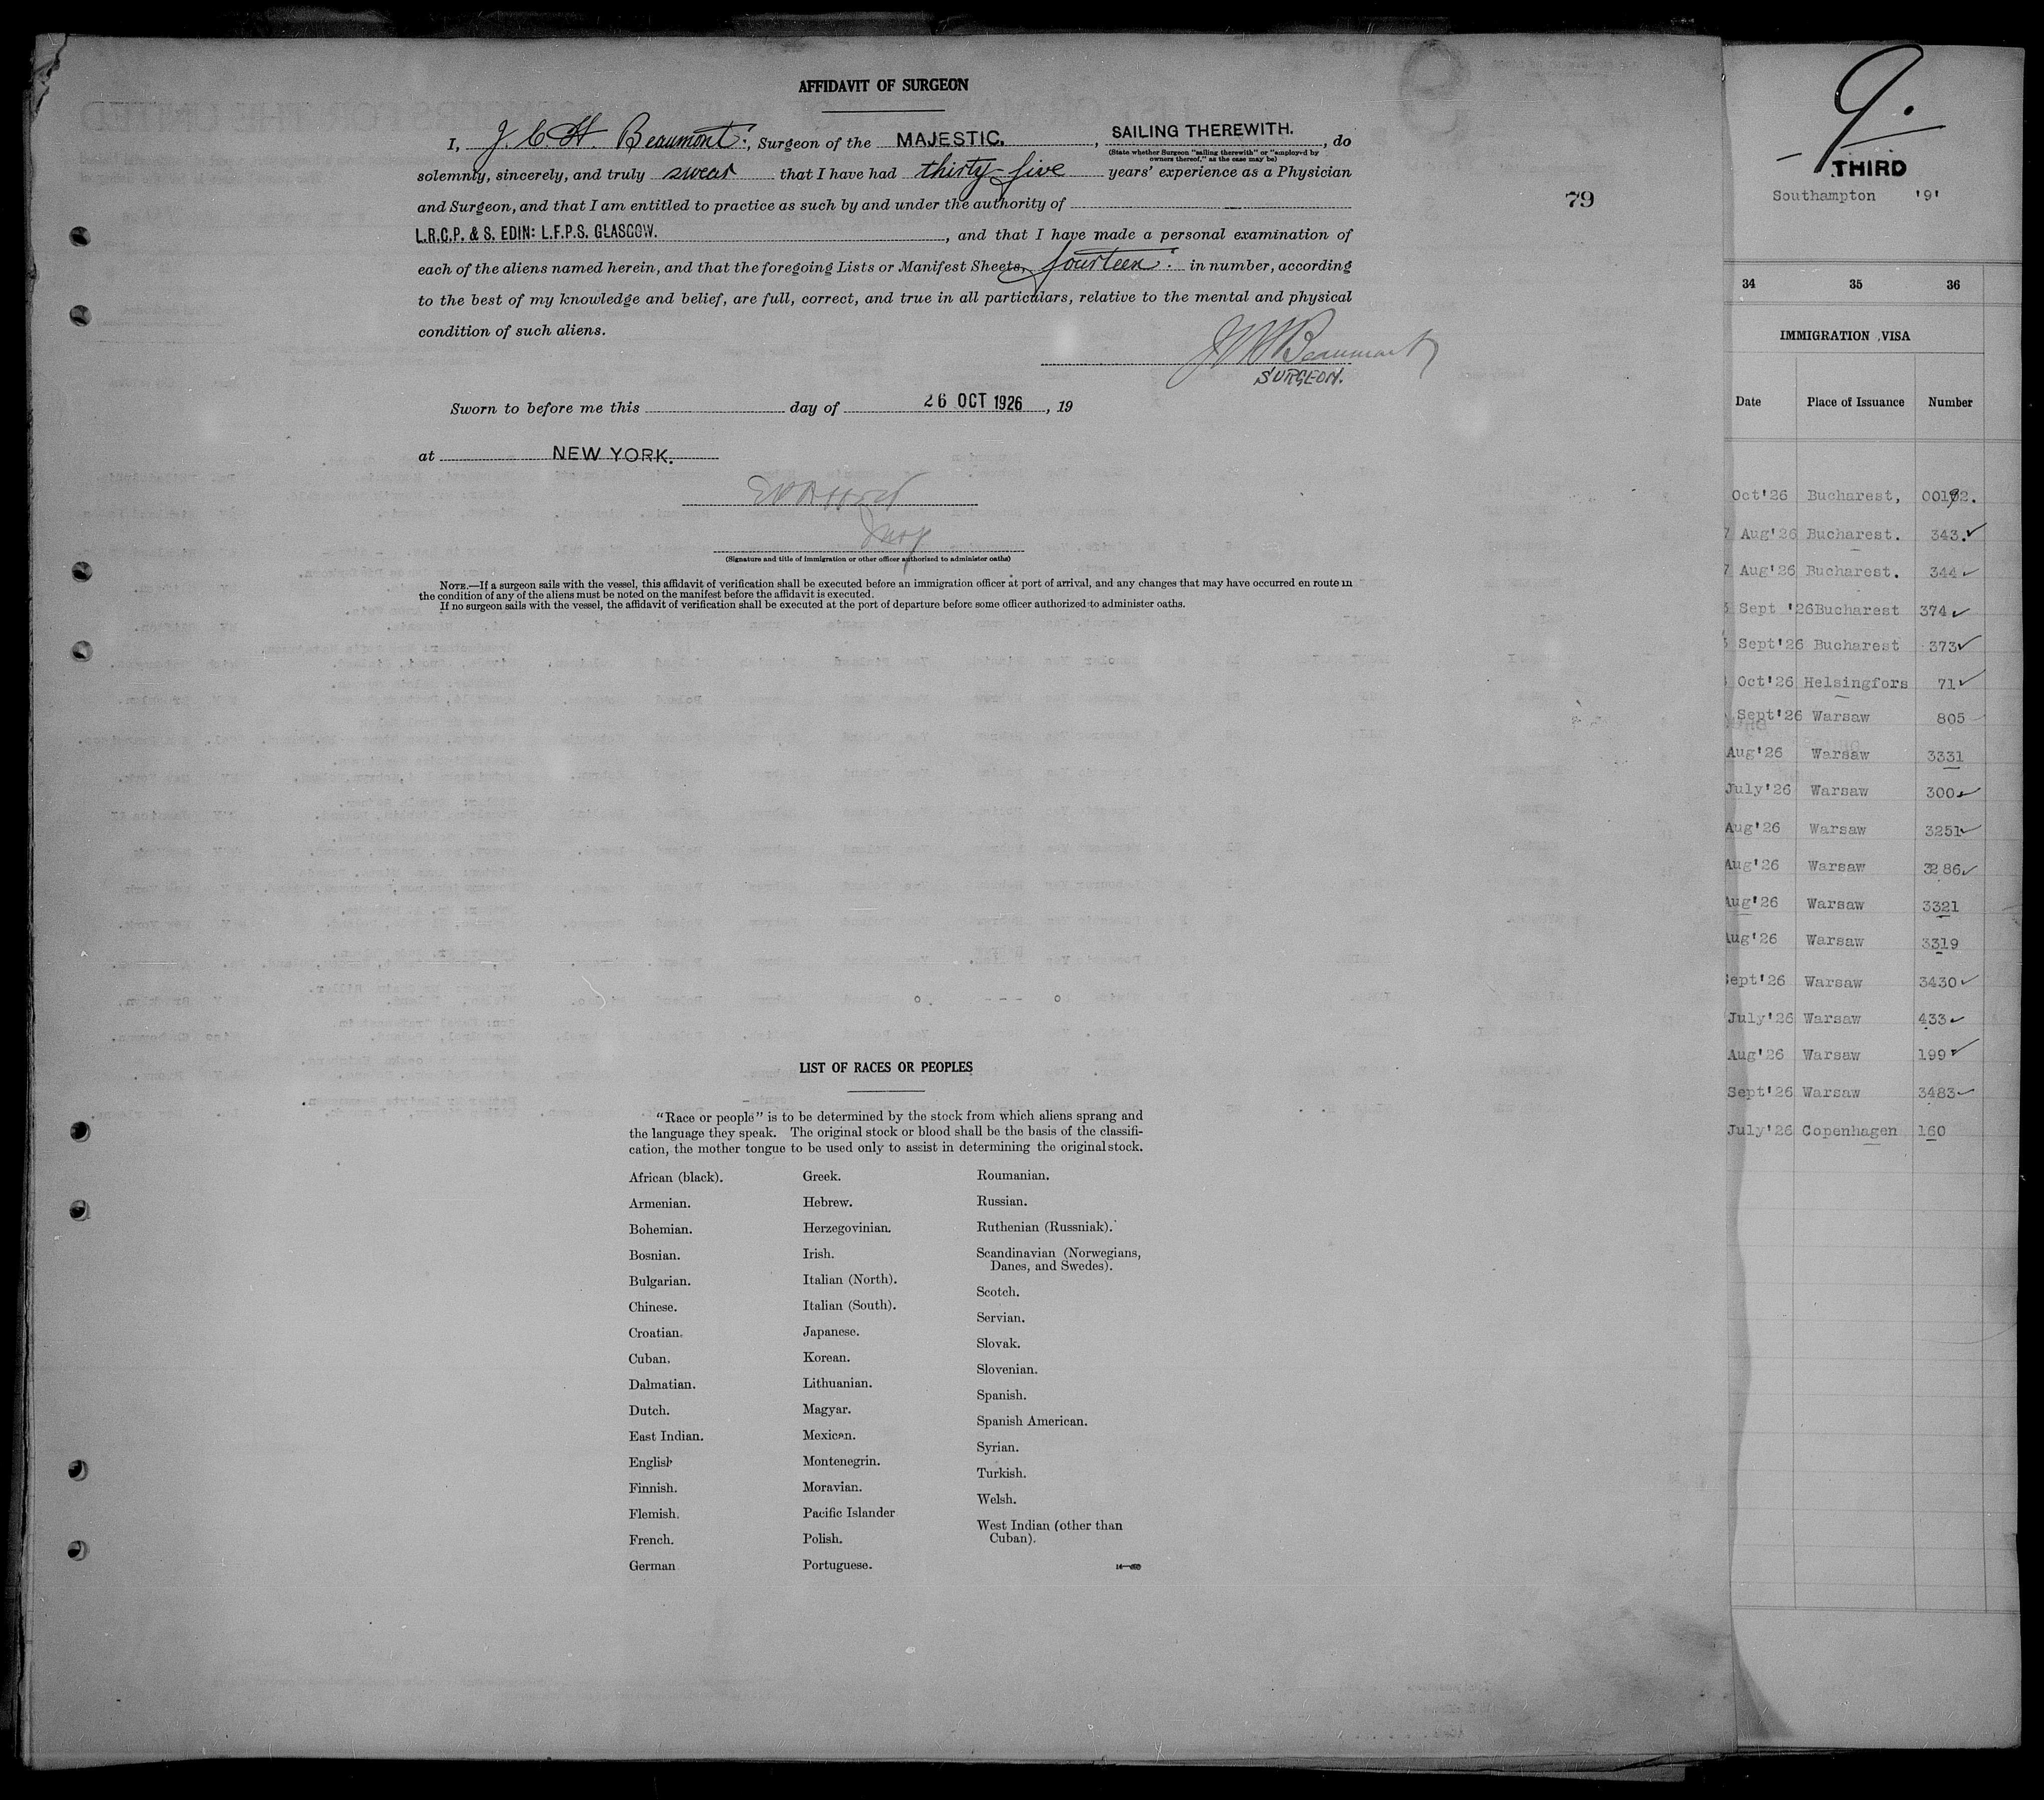 AFFIDAVIT OF SURGEON
I, J. C. H. Beaumont, Surgeon of the MAJESTIC., SAILING THEREWITH., do
(State whether Surgeon "sailing therewith" or "employed by
owners thereof," as the case may be)
solemnly, sincerely, and truly swear that I have had thirty-five years' experience as a Physician
and Surgeon, and that I am entitled to practice as such by and under the authority of
L.R.C.P. & S. EDIN: L.F.P.S. GLASGOW., and that I have made a personal examination of
each of the aliens named herein, and that the foregoing Lists or Manifest Sheets, fourteen in number, according
to the best of my knowledge and belief, are full, correct, and true in all particulars, relative to the mental and physical
condition of such aliens.
Beaumont
SURGEON.
Sworn to before me this day of 26 OCT 1926, 19
at NEW YORK.
(Signature and title of immigration or other officer authorized to administer oaths)
NOTE.—If a surgeon sails with the vessel, this affidavit of verification shall be executed before an immigration officer at port of arrival, and any changes that may have occurred en route in
the condition of any of the aliens must be noted on the manifest before the affidavit is executed.
If no surgeon sails with the vessel, the affidavit of verification shall be executed at the port of departure before some officer authorized to administer oaths.
79
LIST OF RACES OR PEOPLES
"Race or people" is to be determined by the stock from which aliens sprang and
the language they speak. The original stock or blood shall be the basis of the classifi-
cation, the mother tongue to be used only to assist in determining the original stock.
African (black).
Armenian.
Bohemian.
Bosnian.
Bulgarian.
Chinese.
Croatian.
Cuban.
Dalmatian.
Dutch.
East Indian.
English
Finnish.
Flemish.
French.
German
Greek.
Hebrew.
Herzegovinian.
Irish.
Italian (North).
Italian (South).
Japanese.
Korean.
Lithuanian.
Magyar.
Mexican.
Montenegrin.
Moravian.
Pacific Islander
Polish.
Portuguese.
Roumanian.
Russian.
Ruthenian (Russniak).
Scandinavian (Norwegians,
Danes, and Swedes).
Scotch.
Servian.
Slovak.
Slovenian.
Spanish.
Spanish American.
Syrian.
Turkish.
Welsh.
West Indian (other than
Cuban).
9.
THIRD
Southampton '9'
34 35 36
IMMIGRATION VISA
Date Place of Issuance Number
Oct'26 Bucharest, 00192.
7 Aug'26 Bucharest. 343.
7 Aug'26 Bucharest. 344
Sept '26 Bucharest 374
Sept'26 Bucharest 373
Oct'26 Helsingfors 71
Sept'26 Warsaw 805
Aug'26 Warsaw 3331
July'26 Warsaw 300
Aug'26 Warsaw 3251
Aug'26 Warsaw 3286
Aug'26 Warsaw 3321
Aug'26 Warsaw 3319
Sept'26 Warsaw 3430
July'26 Warsaw 433
Aug'26 Warsaw 199
Sept'26 Warsaw 3483
July'26 Copenhagen 160